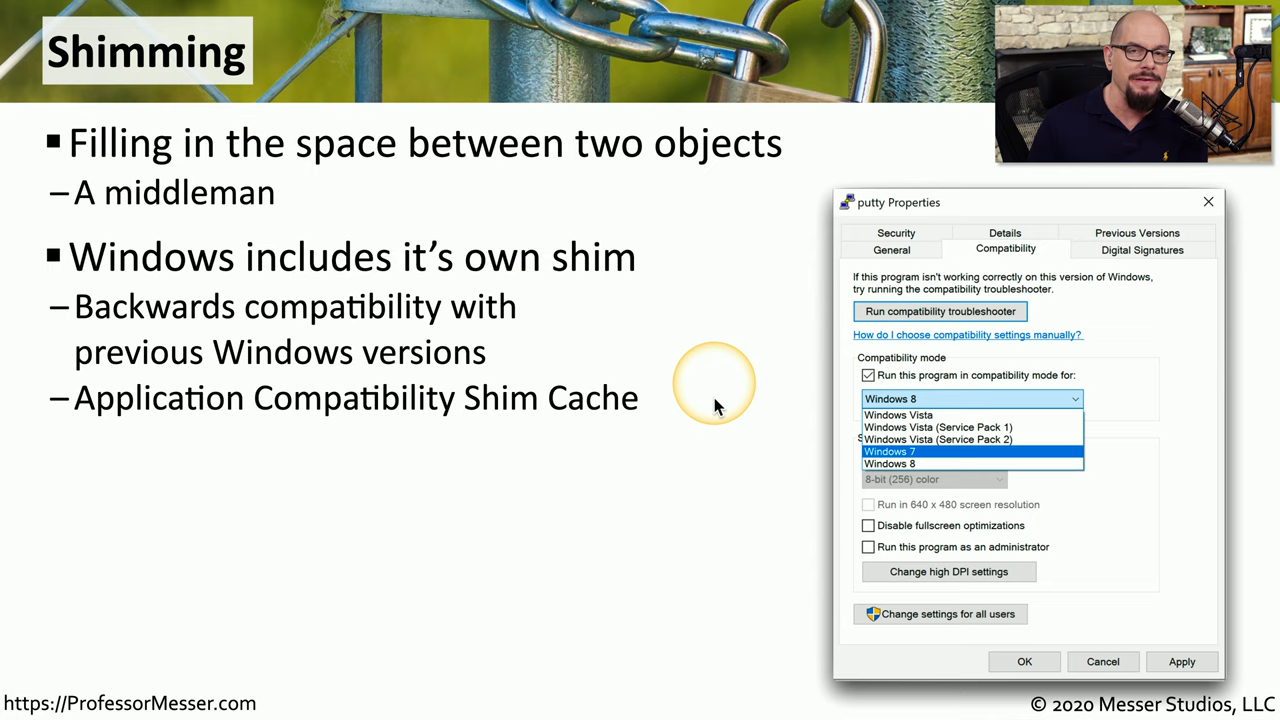 Shimming
▪ Filling in the space between two objects
– A middleman
▪ Windows includes it’s own shim
– Backwards compatibility with
previous Windows versions
– Application Compatibility Shim Cache
putty Properties
Security Details Previous Versions
General Compatibility Digital Signatures
If this program isn't working correctly on this version of Windows,
try running the compatibility troubleshooter.
Run compatibility troubleshooter
How do I choose compatibility settings manually?
Compatibility mode
Run this program in compatibility mode for:
Windows 8
Windows Vista
Windows Vista (Service Pack 1)
Windows Vista (Service Pack 2)
Windows 7
Windows 8
8-bit (256) color
Run in 640 x 480 screen resolution
Disable fullscreen optimizations
Run this program as an administrator
Change high DPI settings
Change settings for all users
OK Cancel Apply
https://ProfessorMesser.com
© 2020 Messer Studios, LLC